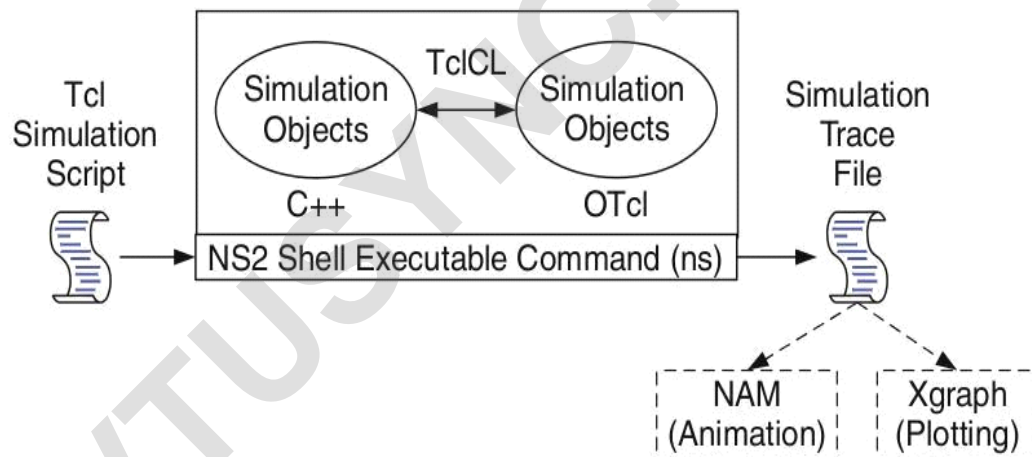 Tcl
Simulation
Script
TclCL
Simulation
Objects
C++
Simulation
Objects
OTcl
NS2 Shell Executable Command (ns)
Simulation
Trace
File
NAM
(Animation)
Xgraph
(Plotting)
VTUSYNC.